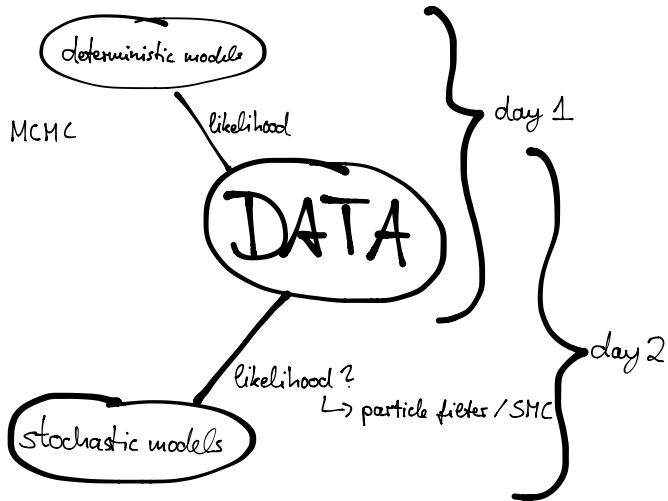 deterministic models
day 1
likelihood
MCMC
DATA
day 2
likelihood?
↳ particle filter / SMC
stochastic models